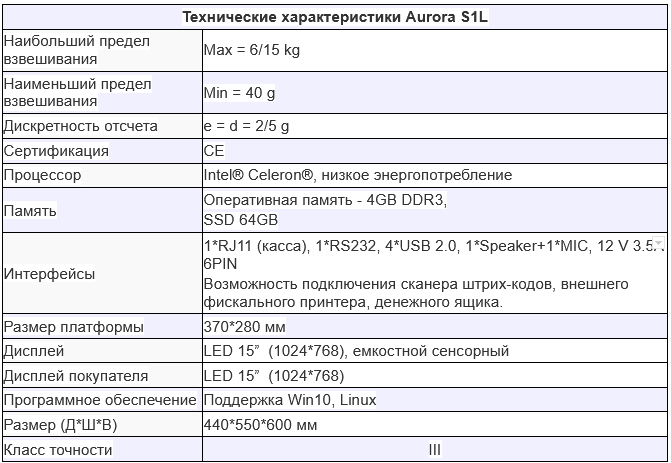 Технические характеристики Aurora S1L
Наибольший предел взвешивания
Max = 6/15 kg
Наименьший предел взвешивания
Min = 40 g
Дискретность отсчета
e = d = 2/5 g
Сертификация
CE
Процессор
Intel® Celeron®, низкое энергопотребление
Память
Оперативная память - 4GB DDR3,
SSD 64GB
Интерфейсы
1*RJ11 (касса), 1*RS232, 4*USB 2.0, 1*Speaker+1*MIC, 12 V 3.5A
6PIN
Возможность подключения сканера штрих-кодов, внешнего
фискального принтера, денежного ящика.
Размер платформы
370*280 мм
Дисплей
LED 15” (1024*768), емкостной сенсорный
Дисплей покупателя
LED 15” (1024*768)
Программное обеспечение
Поддержка Win10, Linux
Размер (Д*Ш*В)
440*550*600 мм
Класс точности
III